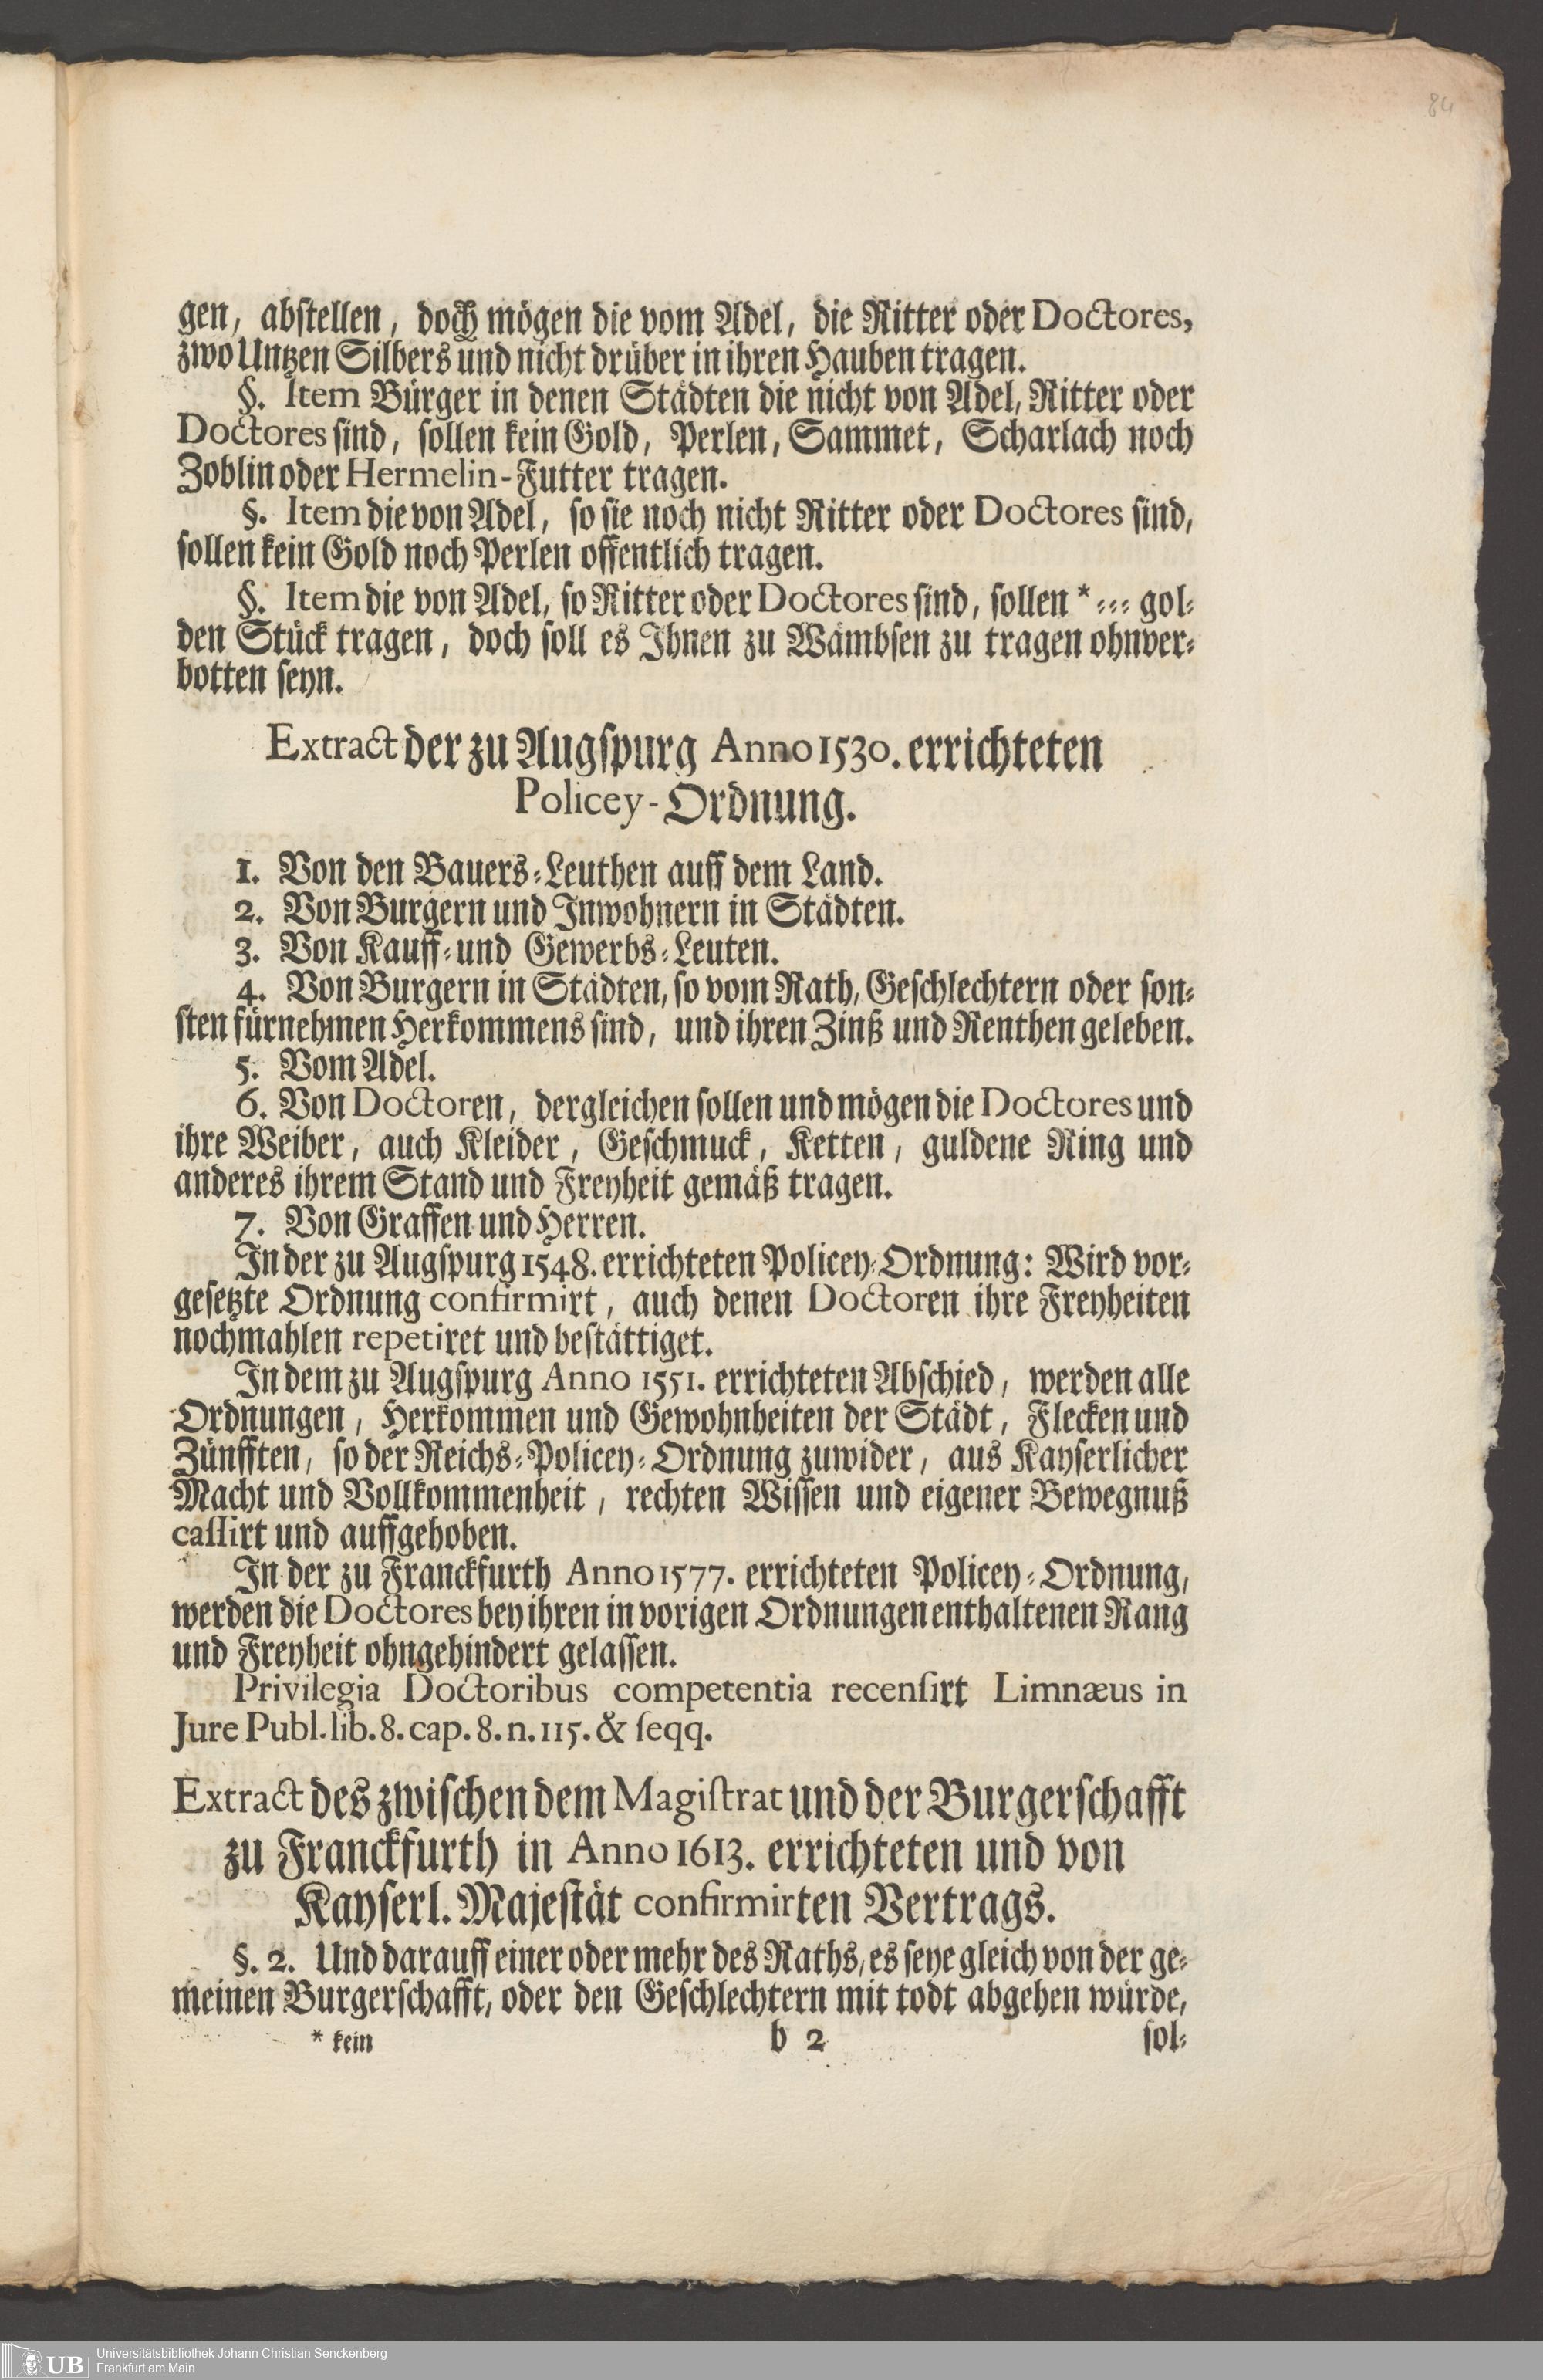 84
gen, abstellen, doch mögen die vom Adel, die Ritter oder Doctores,
zwo Untzen Silbers und nicht drüber in ihren Hauben tragen.
§. Item Bürger in denen Städten die nicht von Adel, Ritter oder
Doctores sind, sollen kein Gold, Perlen, Sammet, Scharlach noch
Zoblin oder Hermelin-Futter tragen.
§. Item die von Adel, so sie noch nicht Ritter oder Doctores sind,
sollen kein Gold noch Perlen offentlich tragen.
§. Item die von Adel, so Ritter oder Doctores sind, sollen * - - - gol-
den Stück tragen, doch soll es Ihnen zu Wämbsen zu tragen ohnver-
botten seyn.
Extract der zu Augspurg Anno 1530. errichteten
Policey-Ordnung.
1. Von den Bauers-Leuthen auff dem Land.
2. Von Burgern und Inwohnern in Städten.
3. Von Kauff- und Gewerbs-Leuten.
4. Von Burgern in Städten, so vom Rath, Geschlechtern oder son-
sten fürnehmen Herkommens sind, und ihren Zinß und Renthen geleben.
5. Vom Adel.
6. Von Doctoren, dergleichen sollen und mögen die Doctores und
ihre Weiber, auch Kleider, Geschmuck, Ketten, guldene Ring und
anderes ihrem Stand und Freyheit gemäß tragen.
7. Von Graffen und Herren.
In der zu Augspurg 1548. errichteten Policey-Ordnung: Wird vor-
gesetzte Ordnung confirmirt, auch denen Doctoren ihre Freyheiten
nochmahlen repetiret und bestättiget.
In dem zu Augspurg Anno 1551. errichteten Abschied, werden alle
Ordnungen, Herkommen und Gewohnheiten der Städt, Flecken und
Zünfften, so der Reichs-Policey-Ordnung zuwider, aus Kayserlicher
Macht und Vollkommenheit, rechten Wissen und eigener Bewegnuß
cassirt und auffgehoben.
In der zu Franckfurth Anno 1577. errichteten Policey-Ordnung,
werden die Doctores bey ihren in vorigen Ordnungen enthaltenen Rang
und Freyheit ohngehindert gelassen.
Privilegia Doctoribus competentia recensirt Limnæus in
Jure Publ. lib. 8. cap. 8. n. 115. & seqq.
Extract des zwischen dem Magistrat und der Burgerschafft
zu Franckfurth in Anno 1613. errichteten und von
Kayserl. Majestät confirmirten Vertrags.
§. 2. Und darauff einer oder mehr des Raths, es seye gleich von der ge-
meinen Burgerschafft, oder den Geschlechtern mit todt abgehen würde,
* kein b 2 sol-
UB Universitätsbibliothek Johann Christian Senckenberg
Frankfurt am Main